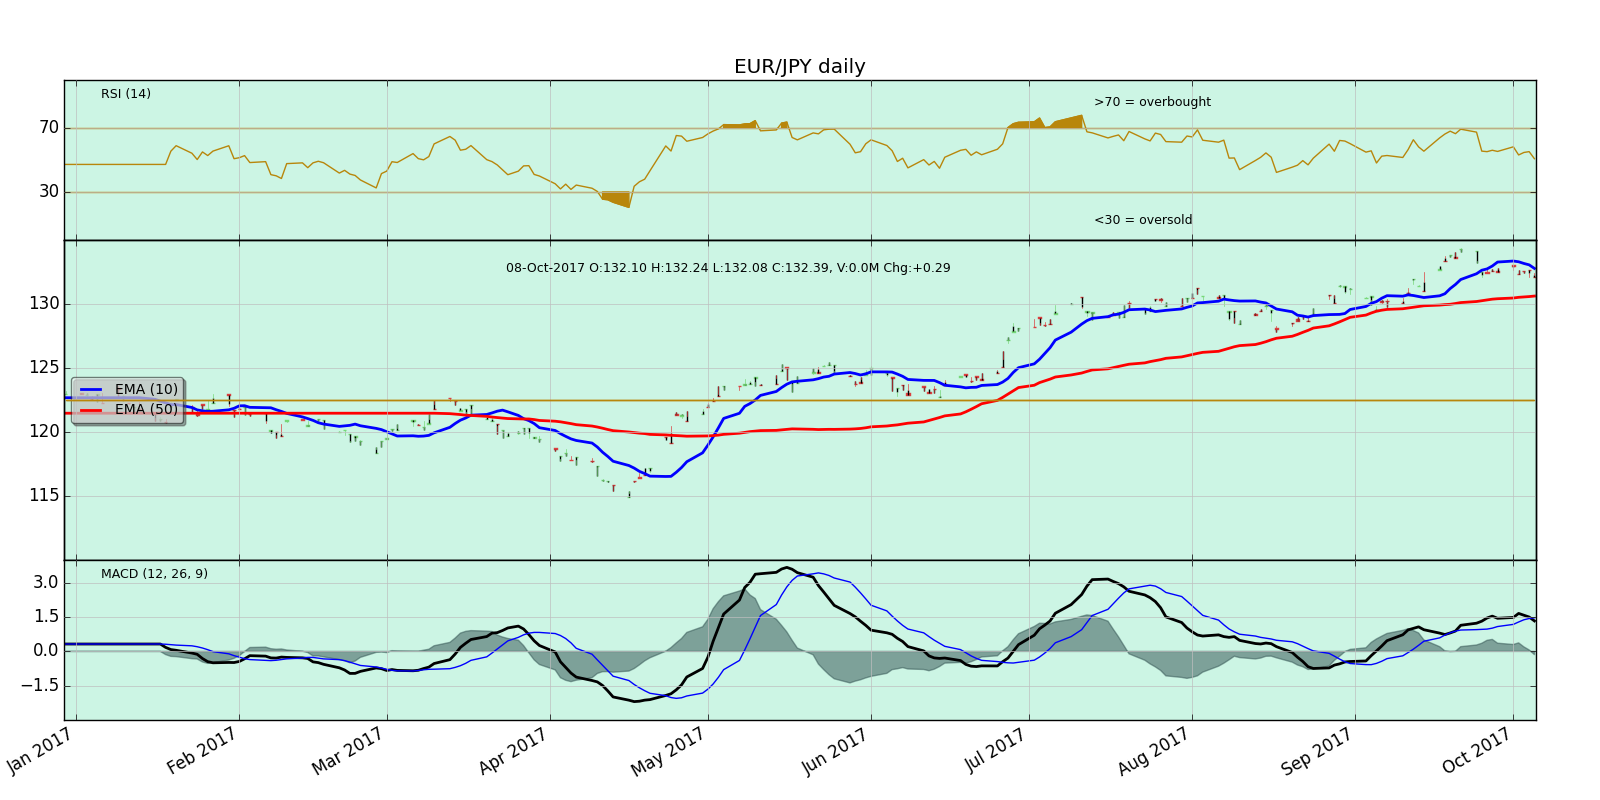 EUR/JPY daily
RSI (14)
>70 = overbought
70
30
<30 = oversold
08-Oct-2017 O:132.10 H:132.24 L:132.08 C:132.39, V:0.0M Chg:+0.29
130
125
EMA (10)
EMA (50)
120
115
MACD (12, 26, 9)
3.0
1.5
0.0
−1.5
Jan 2017 Feb 2017 Mar 2017 Apr 2017 May 2017 Jun 2017 Jul 2017 Aug 2017 Sep 2017 Oct 2017